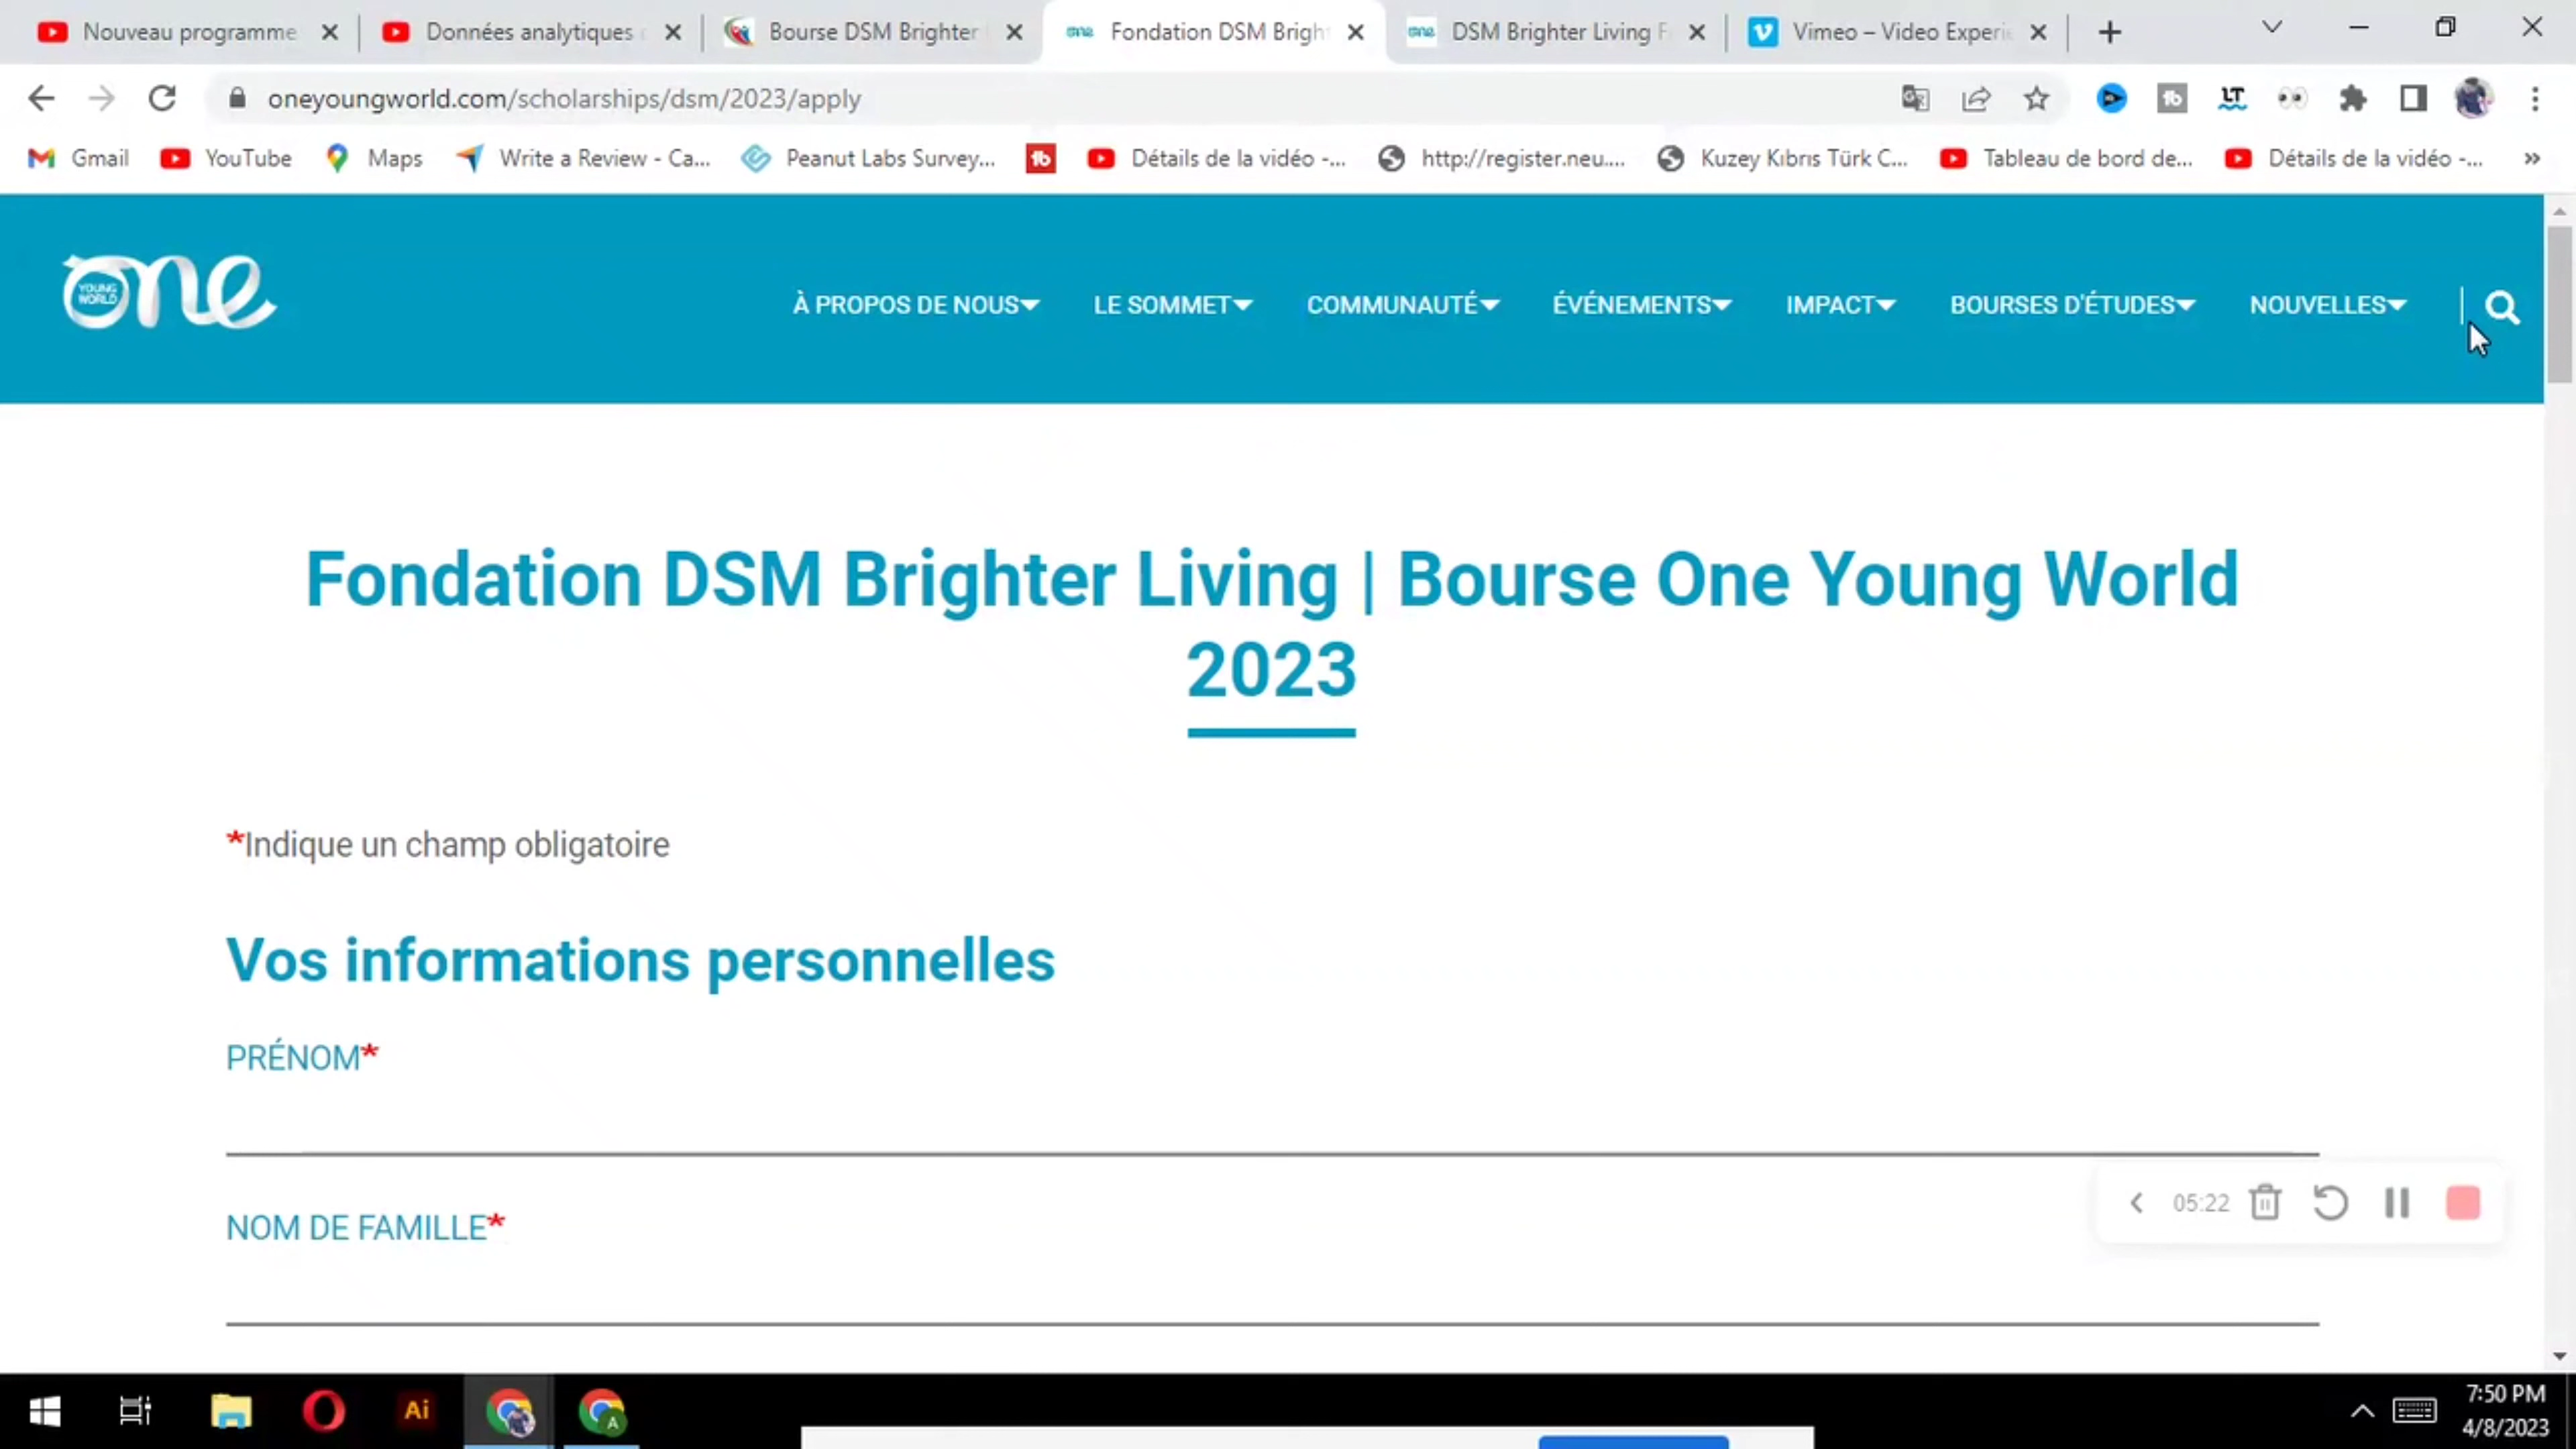 Nouveau programme
Données analytiques
Bourse DSM Brighter
Fondation DSM Brigh
DSM Brighter Living F
Vimeo – Video Experi
oneyoungworld.com/scholarships/dsm/2023/apply
Gmail
YouTube
Maps
Write a Review - Ca...
Peanut Labs Survey...
Détails de la vidéo -...
http://register.neu....
Kuzey Kıbrıs Türk C...
Tableau de bord de...
Détails de la vidéo -...
»
one
YOUNG
WORLD
À PROPOS DE NOUS
LE SOMMET
COMMUNAUTÉ
ÉVÉNEMENTS
IMPACT
BOURSES D'ÉTUDES
NOUVELLES
Fondation DSM Brighter Living | Bourse One Young World
2023
*Indique un champ obligatoire
Vos informations personnelles
PRÉNOM*
NOM DE FAMILLE*
05:22
Ai
A
7:50 PM
4/8/2023